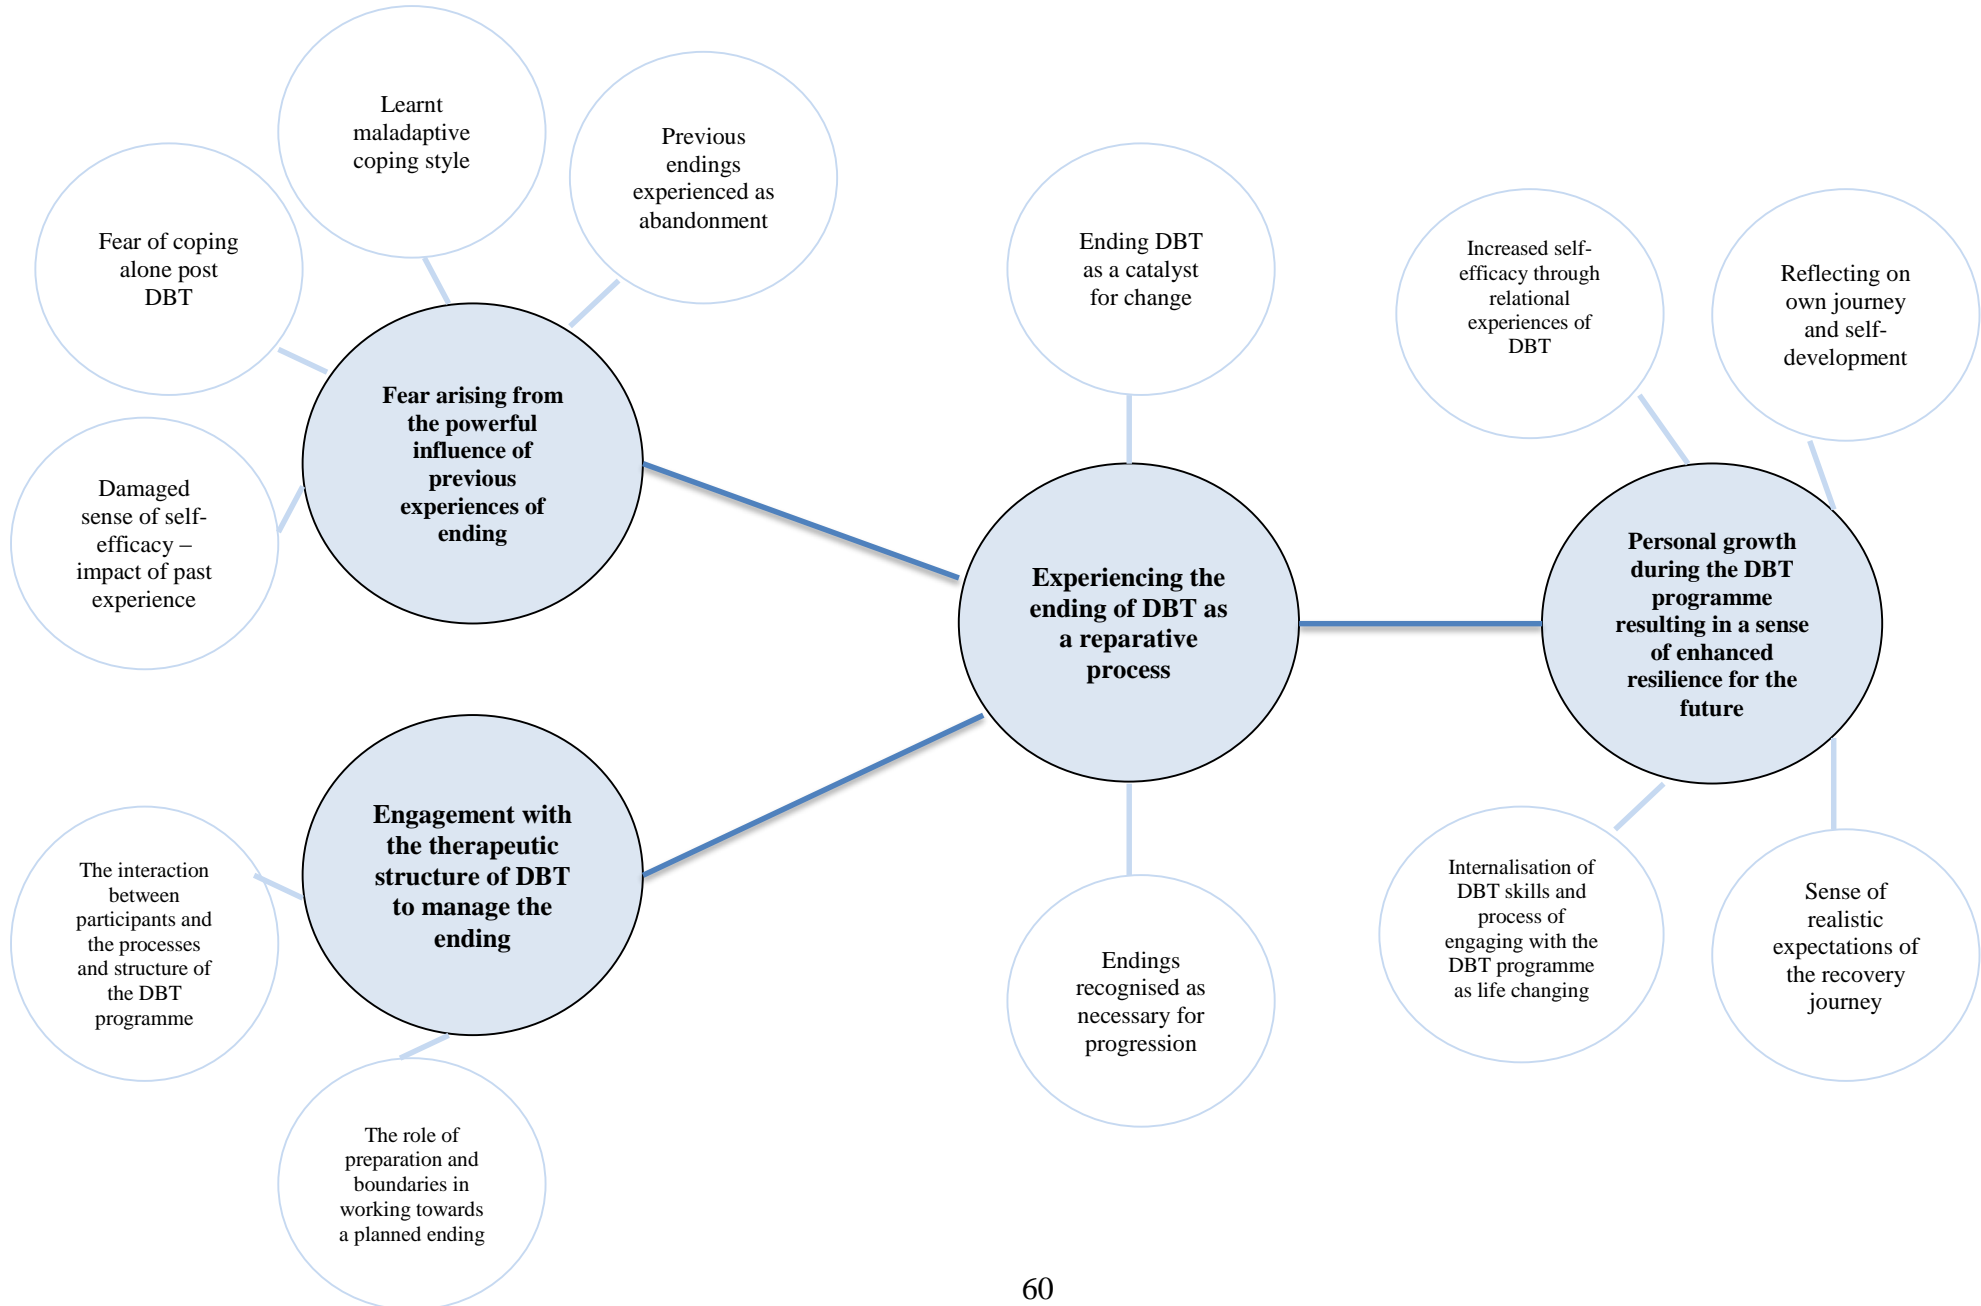 Learnt
maladaptive
coping style
Previous
endings
experienced as
abandonment
Fear of coping
alone post
DBT
Damaged
sense of self-
efficacy –
impact of past
experience
Fear arising from
the powerful
influence of
previous
experiences of
ending
Engagement with
the therapeutic
structure of DBT
to manage the
ending
The interaction
between
participants and
the processes
and structure of
the DBT
programme
The role of
preparation and
boundaries in
working towards
a planned ending
Ending DBT
as a catalyst
for change
Experiencing the
ending of DBT as
a reparative
process
Endings
recognised as
necessary for
progression
Increased self-
efficacy through
relational
experiences of
DBT
Reflecting on
own journey
and self-
development
Personal growth
during the DBT
programme
resulting in a sense
of enhanced
resilience for the
future
Internalisation of
DBT skills and
process of
engaging with the
DBT programme
as life changing
Sense of
realistic
expectations of
the recovery
journey
60